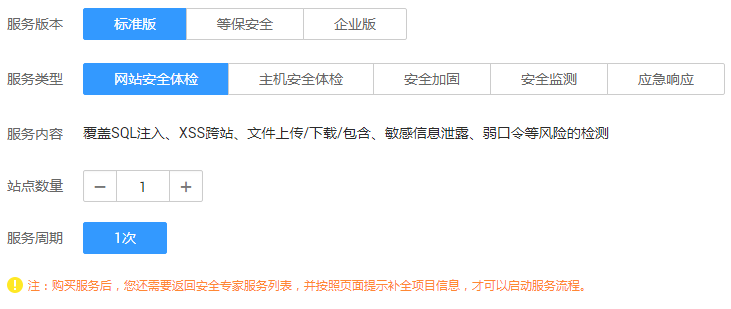 服务版本 标准版 等保安全 企业版
服务类型 网站安全体检 主机安全体检 安全加固 安全监测 应急响应
服务内容 覆盖SQL注入、XSS跨站、文件上传/下载/包含、敏感信息泄露、弱口令等风险的检测
站点数量 − 1 +
服务周期 1次
注：购买服务后，您还需要返回安全专家服务列表，并按照页面提示补全项目信息，才可以启动服务流程。